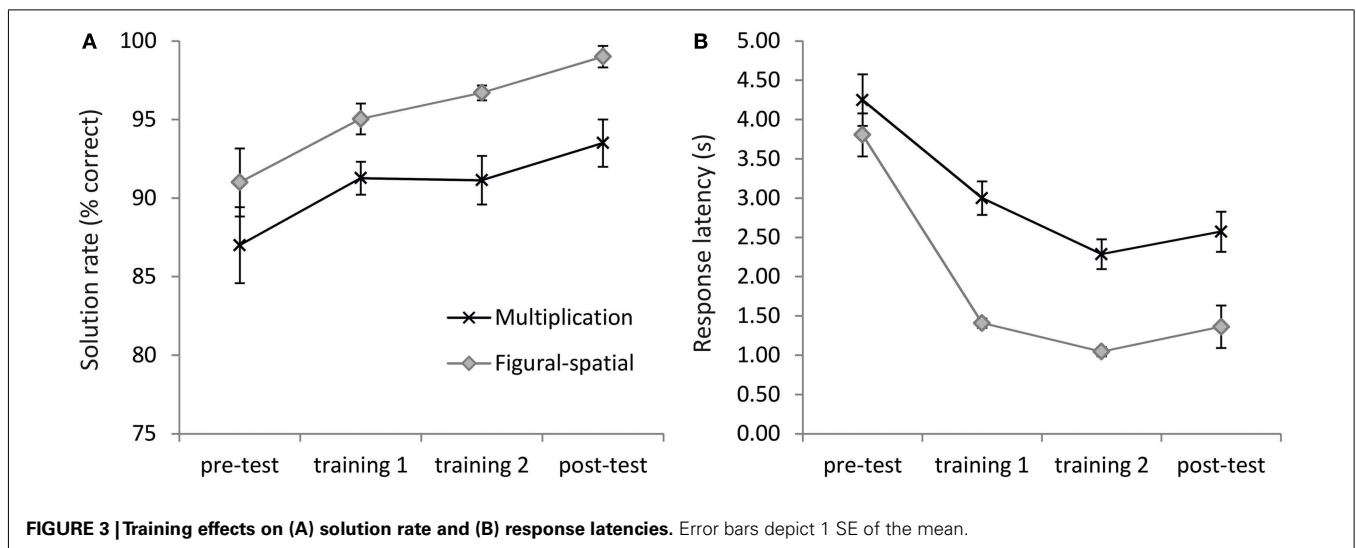 A
100
95
90
85
80
75
Solution rate (% correct)
Multiplication
Figural-spatial
pre-test training 1 training 2 post-test
B
5.00
4.50
4.00
3.50
3.00
2.50
2.00
1.50
1.00
0.50
0.00
Response latency (s)
pre-test training 1 training 2 post-test
FIGURE 3 | Training effects on (A) solution rate and (B) response latencies. Error bars depict 1 SE of the mean.